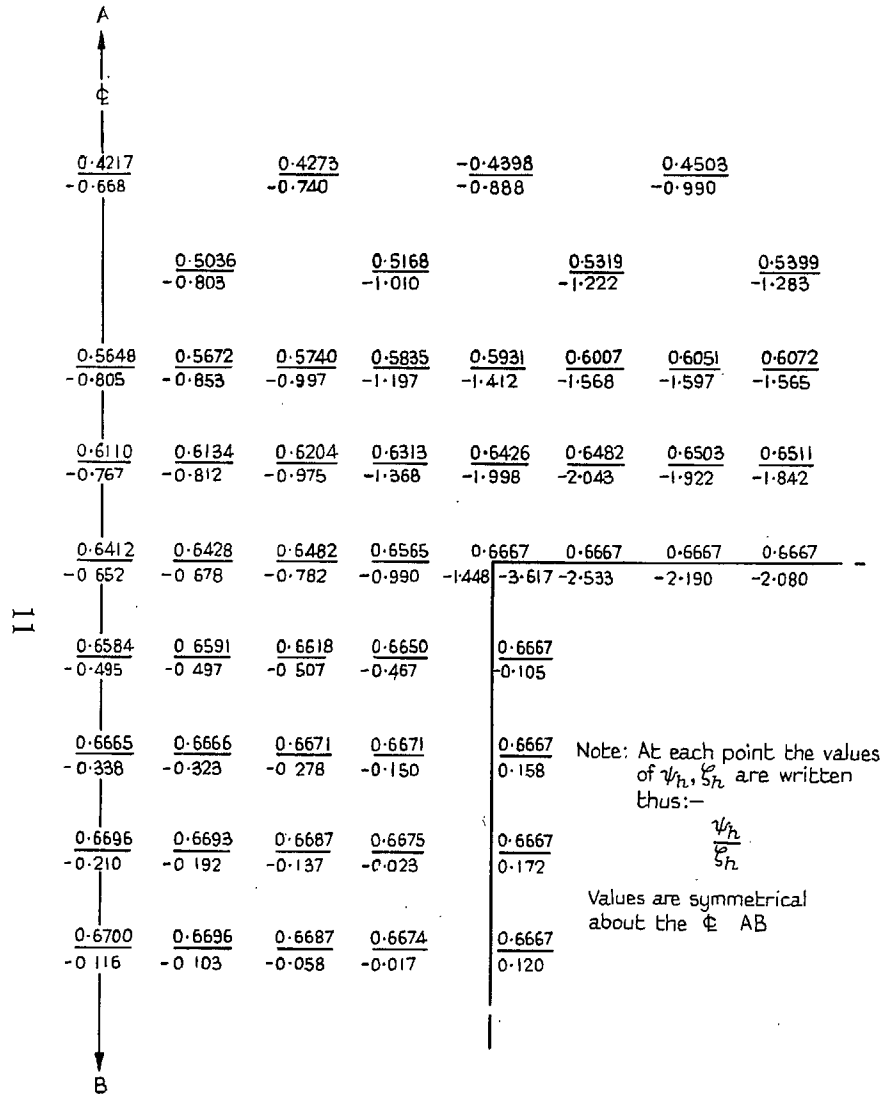 A
℄
0·4217 0·4273 -0·4398 0·4503
-0·668 -0·740 -0·888 -0·990
0·5036 0·5168 0·5319 0·5399
-0·803 -1·010 -1·222 -1·283
0·5648 0·5672 0·5740 0·5835 0·5931 0·6007 0·6051 0·6072
-0·805 -0·853 -0·997 -1·197 -1·412 -1·568 -1·597 -1·565
0·6110 0·6134 0·6204 0·6313 0·6426 0·6482 0·6503 0·6511
-0·767 -0·812 -0·975 -1·368 -1·998 -2·043 -1·922 -1·842
0·6412 0·6428 0·6482 0·6565 0·6667 0·6667 0·6667 0·6667
-0 652 -0 678 -0·782 -0·990 -1·448 -3·617 -2·533 -2·190 -2·080
11
0·6584 0 6591 0·6618 0·6650 0·6667
-0·495 -0 497 -0 507 -0·467 -0·105
0·6665 0·6666 0·6671 0·6671 0·6667
-0·338 -0·323 -0 278 -0·150 0·158
Note: At each point the values
of ψh, ζh are written
thus:–
ψh
ζh
0·6696 0·6693 0·6687 0·6675 0·6667
-0·210 -0 192 -0·137 -0·023 0·172
Values are symmetrical
about the ℄ AB
0·6700 0·6696 0·6687 0·6674 0·6667
-0 116 -0 103 -0·058 -0·017 0·120
B